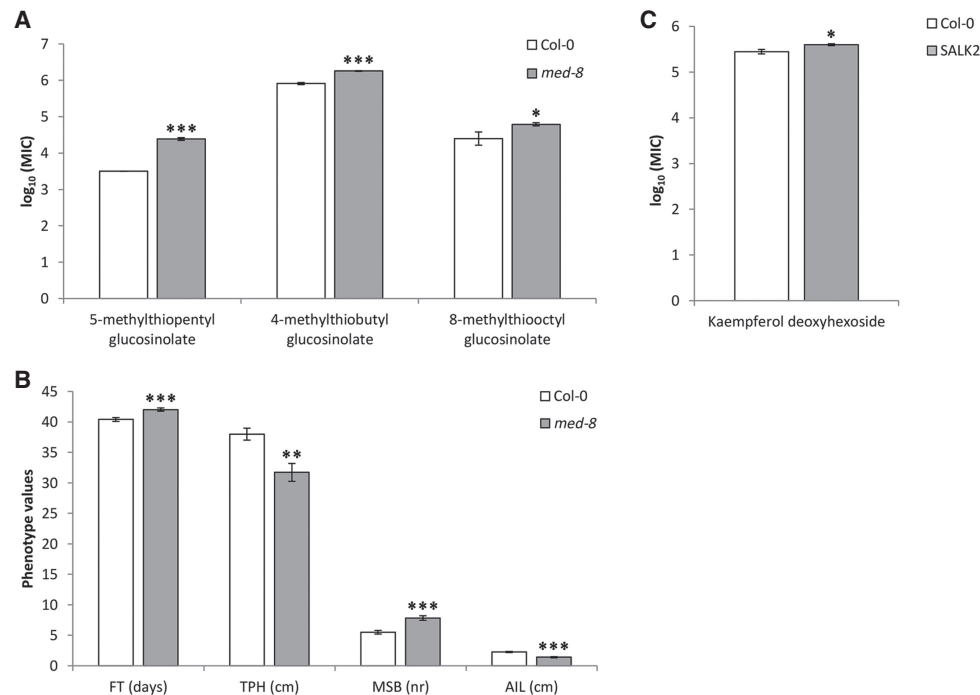 A
7
6
5
4
3
2
1
0
log10 (MIC)
***
***
*
Col-0
med-8
5-methylthiopentyl
glucosinolate
4-methylthiobutyl
glucosinolate
8-methylthiooctyl
glucosinolate
C
6
5
4
3
2
1
0
log10 (MIC)
*
Col-0
SALK2
Kaempferol deoxyhexoside
B
45
40
35
30
25
20
15
10
5
0
Phenotype values
***
**
***
***
Col-0
med-8
FT (days)
TPH (cm)
MSB (nr)
AIL (cm)